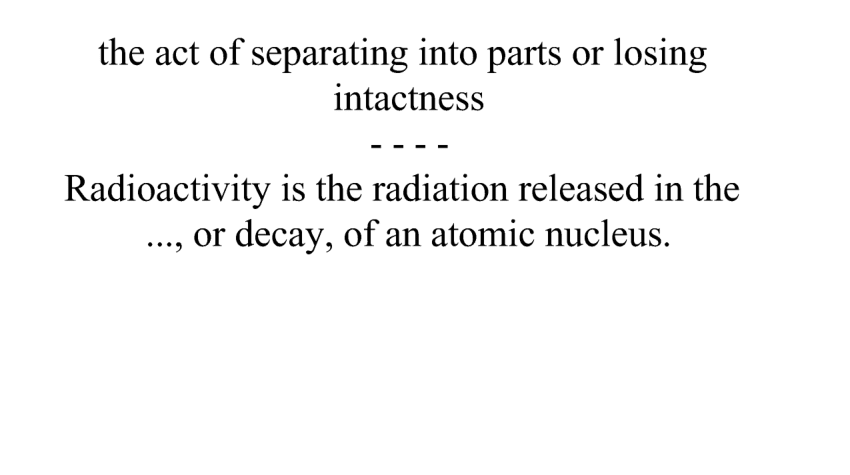 the act of separating into parts or losing
intactness
- - - -
Radioactivity is the radiation released in the
..., or decay, of an atomic nucleus.